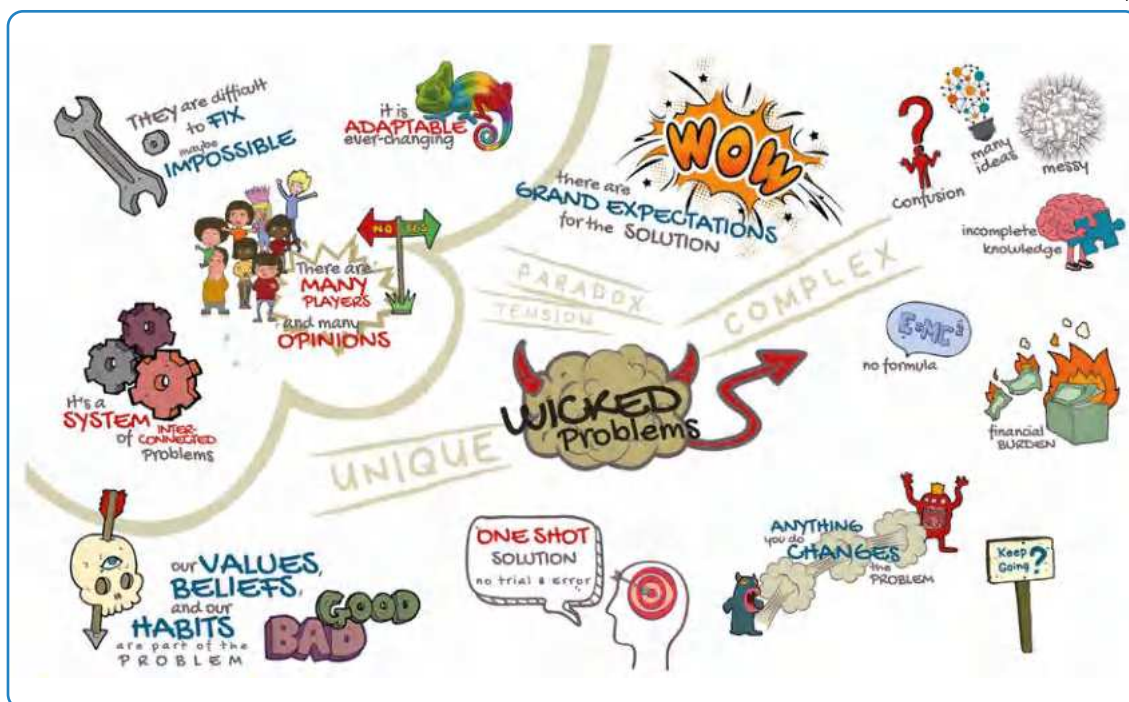 THEY are difficult
to FIX
maybe
IMPOSSIBLE
it is
ADAPTABLE
ever-changing
WOW
there are
GRAND EXPECTATIONS
for the SOLUTION
confusion
many
ideas
messy
incomplete
knowledge
NO YES
There are
MANY
PLAYERS
and many
OPINIONS
PARADOX
TENSION
COMPLEX
E=MC²
no formula
financial
BURDEN
It's a
SYSTEM
of INTER-
CONNECTED
Problems
WICKED
Problems
UNIQUE
our VALUES,
BELIEFS,
and our
HABITS
are part of the
PROBLEM
GOOD
BAD
ONE SHOT
SOLUTION
no trial & error
ANYTHING
you do
CHANGES
the
PROBLEM
Keep
Going?